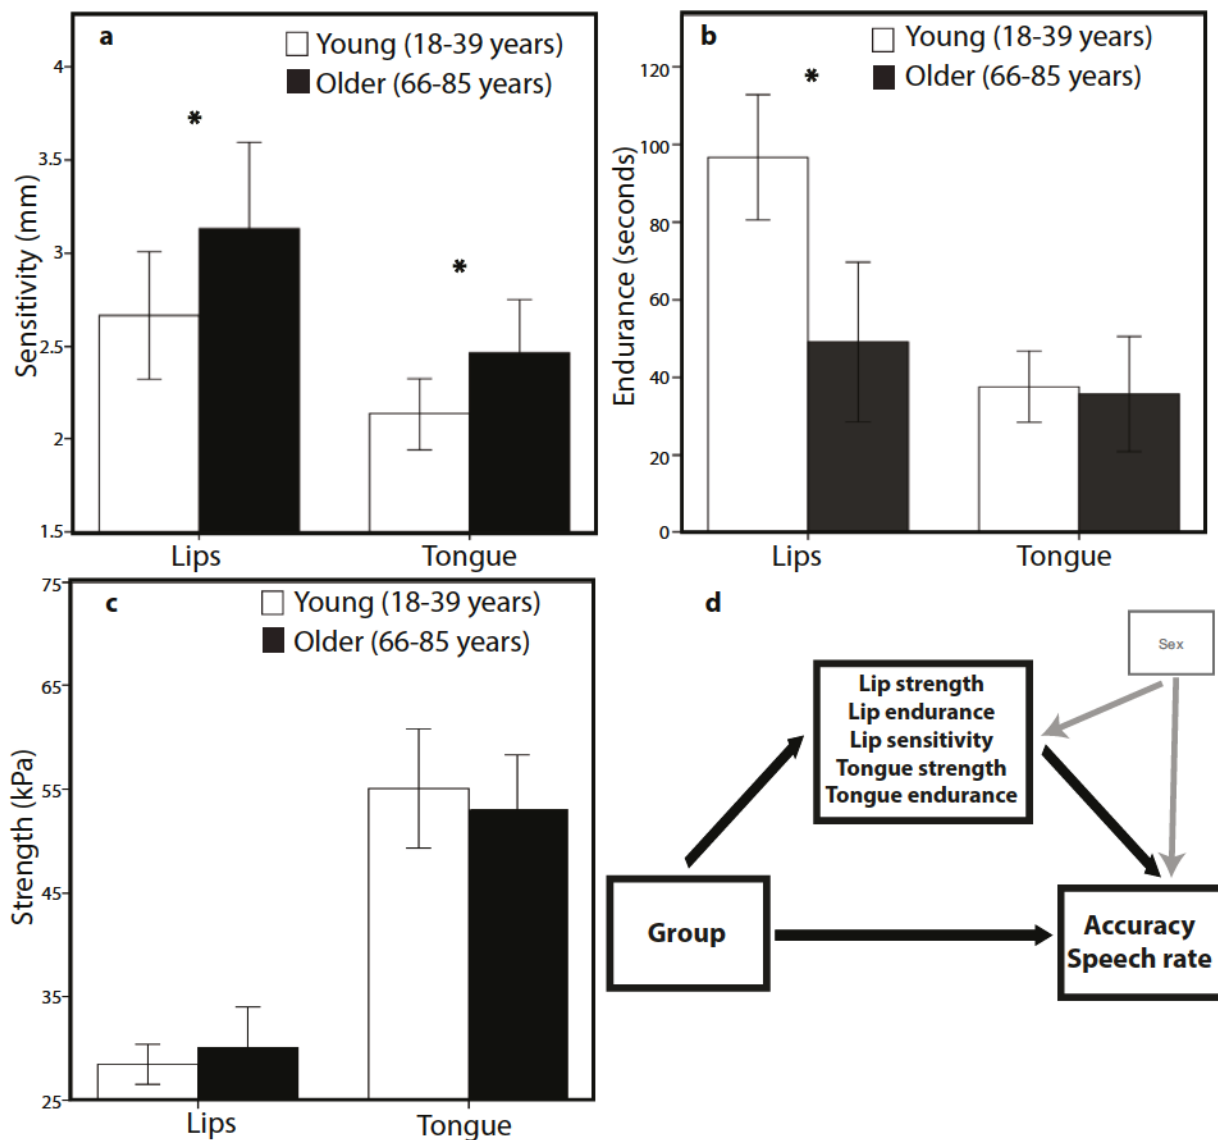 a
Young (18-39 years)
Older (66-85 years)
*
*
Sensitivity (mm)
4
3.5
3
2.5
2
1.5
Lips
Tongue
b
Young (18-39 years)
Older (66-85 years)
*
Endurance (seconds)
120
100
80
60
40
20
0
Lips
Tongue
c
Young (18-39 years)
Older (66-85 years)
Strength (kPa)
75
65
55
45
35
25
Lips
Tongue
d
Sex
Lip strength
Lip endurance
Lip sensitivity
Tongue strength
Tongue endurance
Group
Accuracy
Speech rate